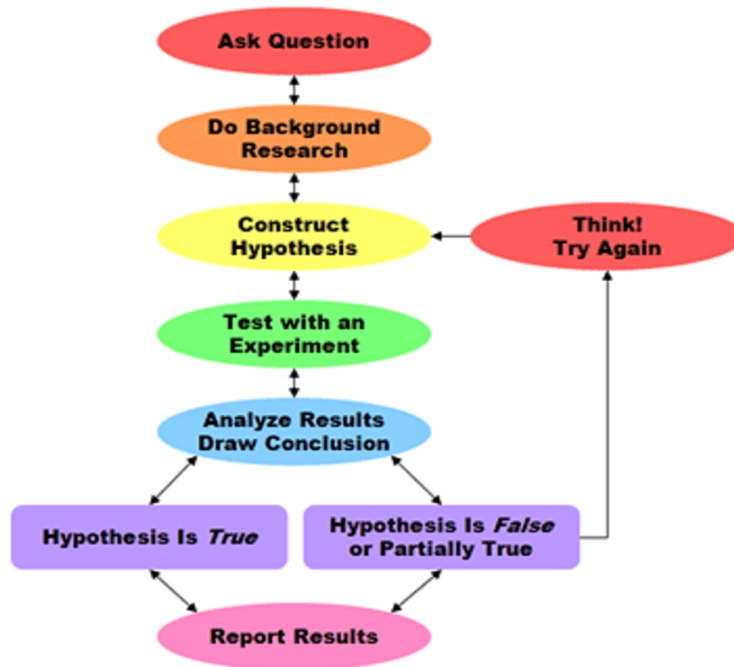 Ask Question
Do Background
Research
Construct
Hypothesis
Think!
Try Again
Test with an
Experiment
Analyze Results
Draw Conclusion
Hypothesis Is True
Hypothesis Is False
or Partially True
Report Results